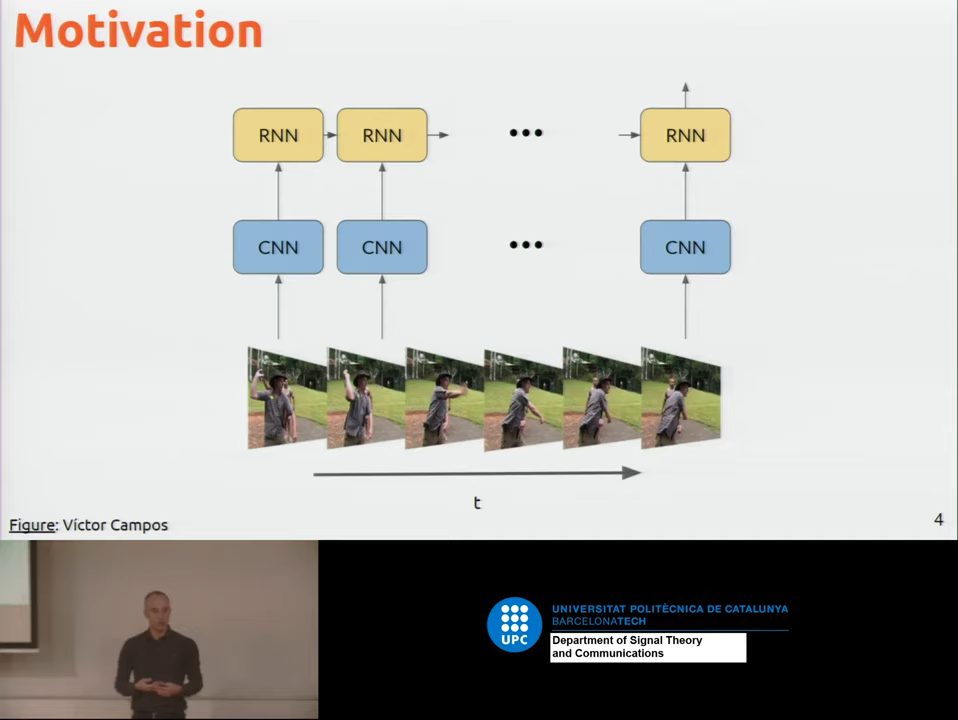 Motivation
RNN RNN ••• RNN
CNN CNN ••• CNN
t
Figure: Víctor Campos
4
UPC
UNIVERSITAT POLITÈCNICA DE CATALUNYA
BARCELONATECH
Department of Signal Theory
and Communications